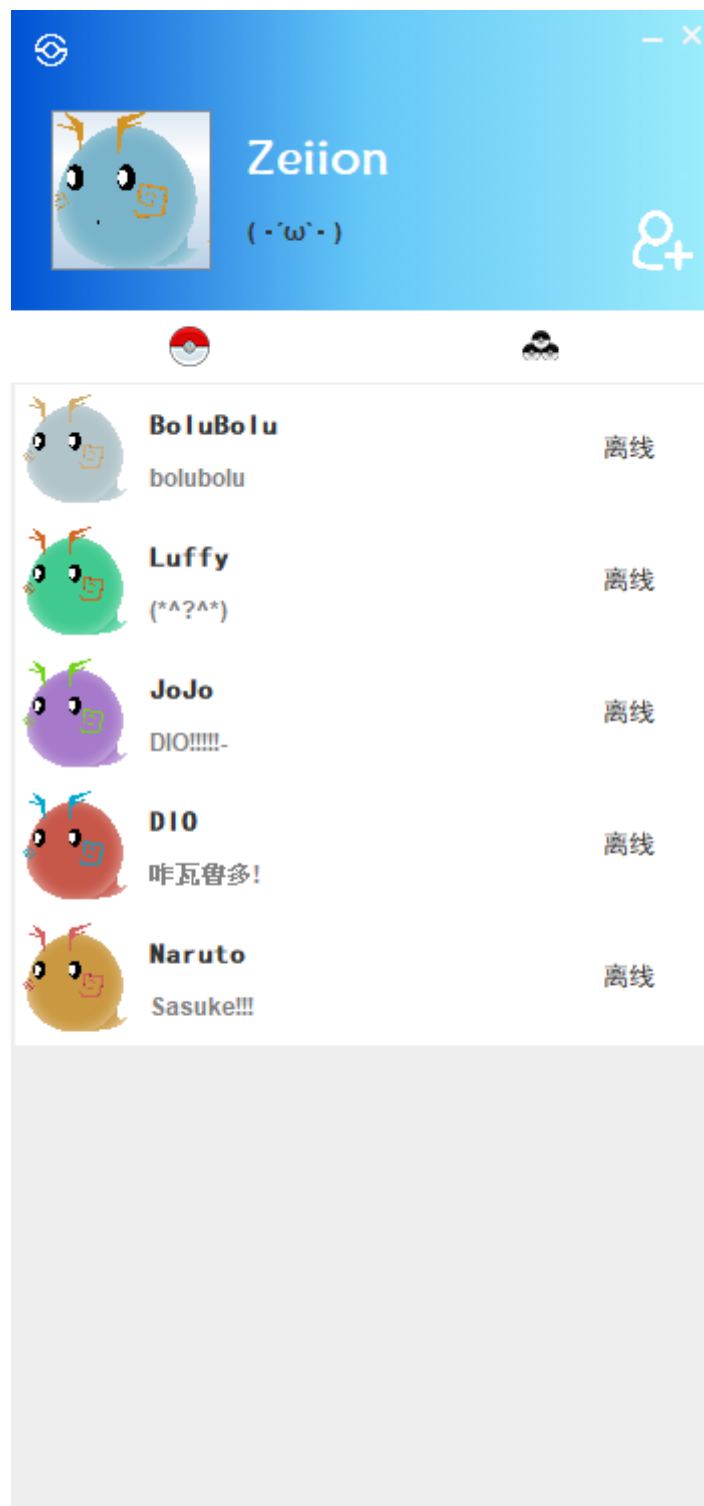 Zeiion
( ･´ω`･ )
BoluBolu
bolubolu
离线
Luffy
(*^?^*)
离线
JoJo
DIO!!!!!-
离线
DIO
咋瓦鲁多!
离线
Naruto
Sasuke!!!
离线